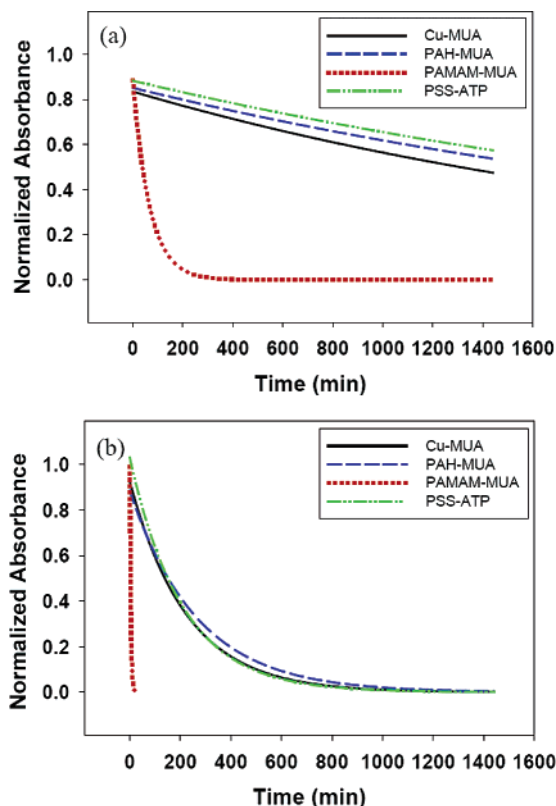 (a)
Cu-MUA
PAH-MUA
PAMAM-MUA
PSS-ATP
Normalized Absorbance
1.0
0.8
0.6
0.4
0.2
0.0
0 200 400 600 800 1000 1200 1400 1600
Time (min)
(b)
Cu-MUA
PAH-MUA
PAMAM-MUA
PSS-ATP
Normalized Absorbance
1.0
0.8
0.6
0.4
0.2
0.0
0 200 400 600 800 1000 1200 1400 1600
Time (min)